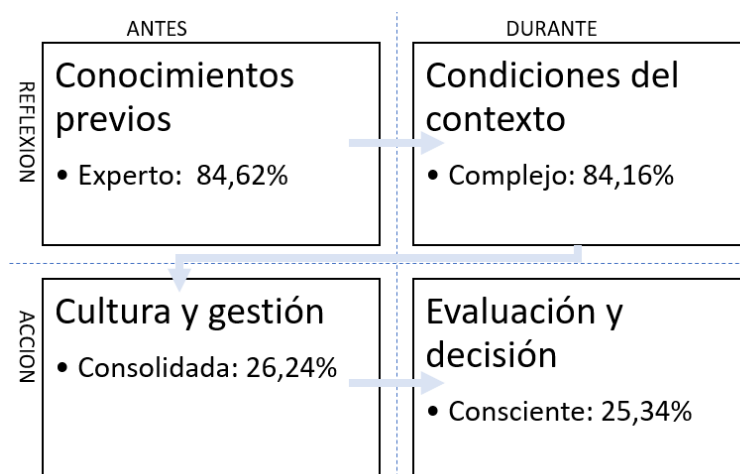 ANTES
DURANTE
REFLEXION
Conocimientos
previos
• Experto: 84,62%
Condiciones del
contexto
• Complejo: 84,16%
ACCION
Cultura y gestión
• Consolidada: 26,24%
Evaluación y
decisión
• Consciente: 25,34%